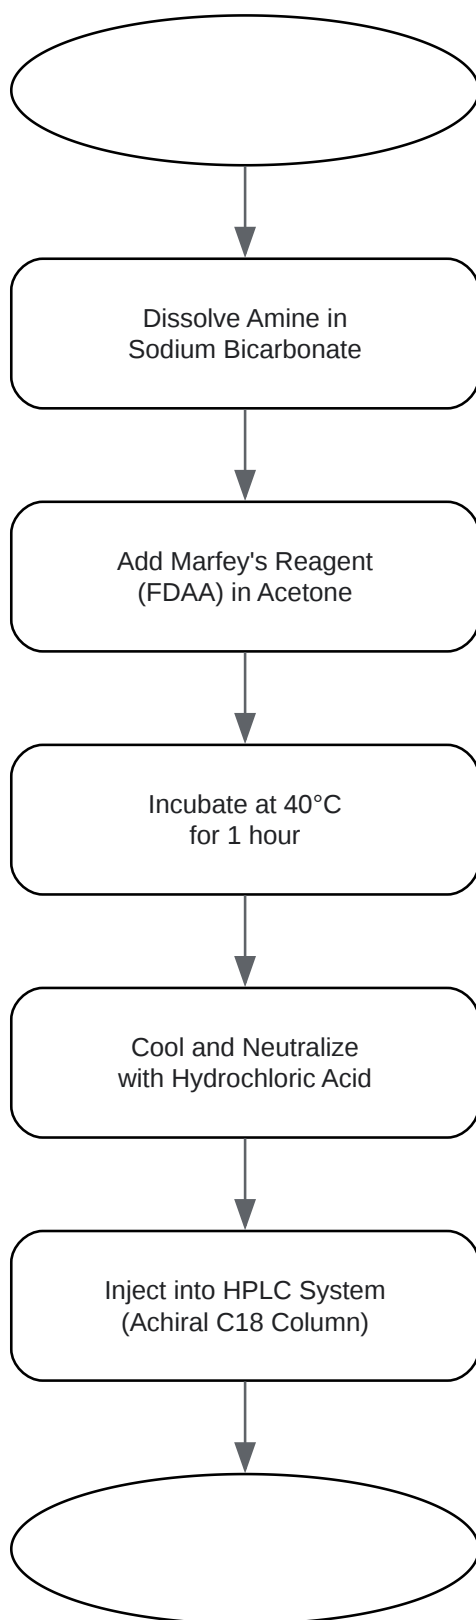 Dissolve Amine in
Sodium Bicarbonate
Add Marfey's Reagent
(FDAA) in Acetone
Incubate at 40°C
for 1 hour
Cool and Neutralize
with Hydrochloric Acid
Inject into HPLC System
(Achiral C18 Column)